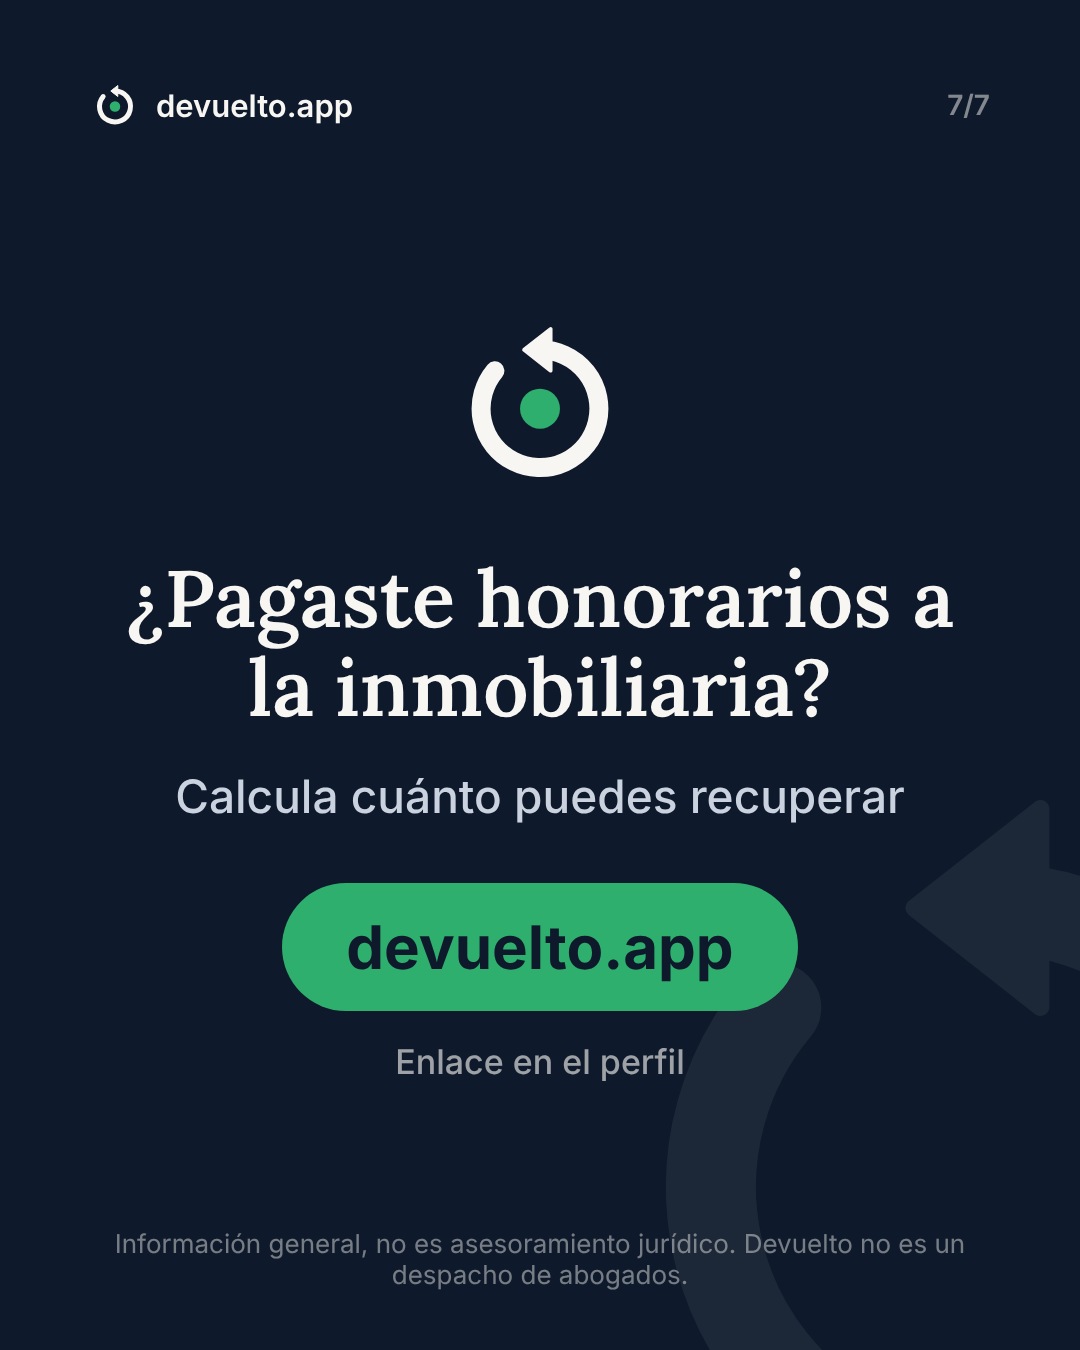 devuelto.app
7/7
¿Pagaste honorarios a
la inmobiliaria?
Calcula cuánto puedes recuperar
devuelto.app
Enlace en el perfil
Información general, no es asesoramiento jurídico. Devuelto no es un
despacho de abogados.